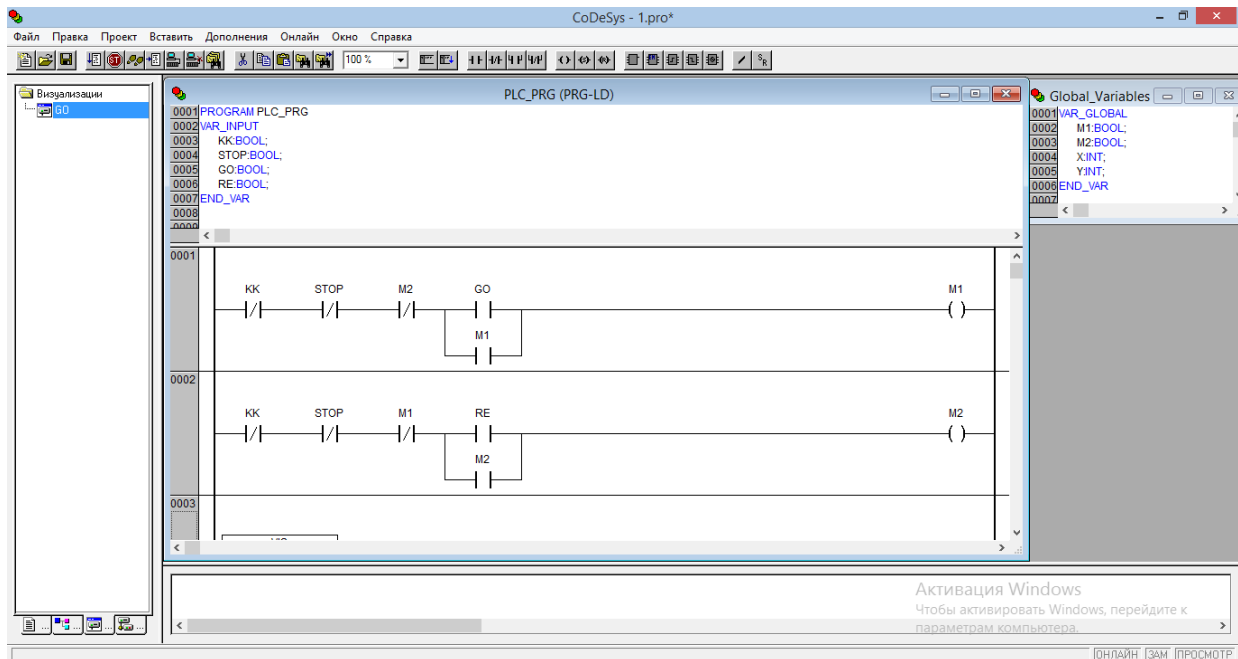 CoDeSys - 1.pro*
Файл Правка Проект Вставить Дополнения Онлайн Окно Справка
100 %
Визуализации
GO
PLC_PRG (PRG-LD)
0001 PROGRAM PLC_PRG
0002 VAR_INPUT
0003 KK:BOOL;
0004 STOP:BOOL;
0005 GO:BOOL;
0006 RE:BOOL;
0007 END_VAR
0008
Global_Variables
0001 VAR_GLOBAL
0002 M1:BOOL;
0003 M2:BOOL;
0004 X:INT;
0005 Y:INT;
0006 END_VAR
0007
0001
KK STOP M2 GO M1
M1
0002
KK STOP M1 RE M2
M2
0003
Активация Windows
Чтобы активировать Windows, перейдите к
параметрам компьютера.
ОНЛАЙН ЗАМ ПРОСМОТР